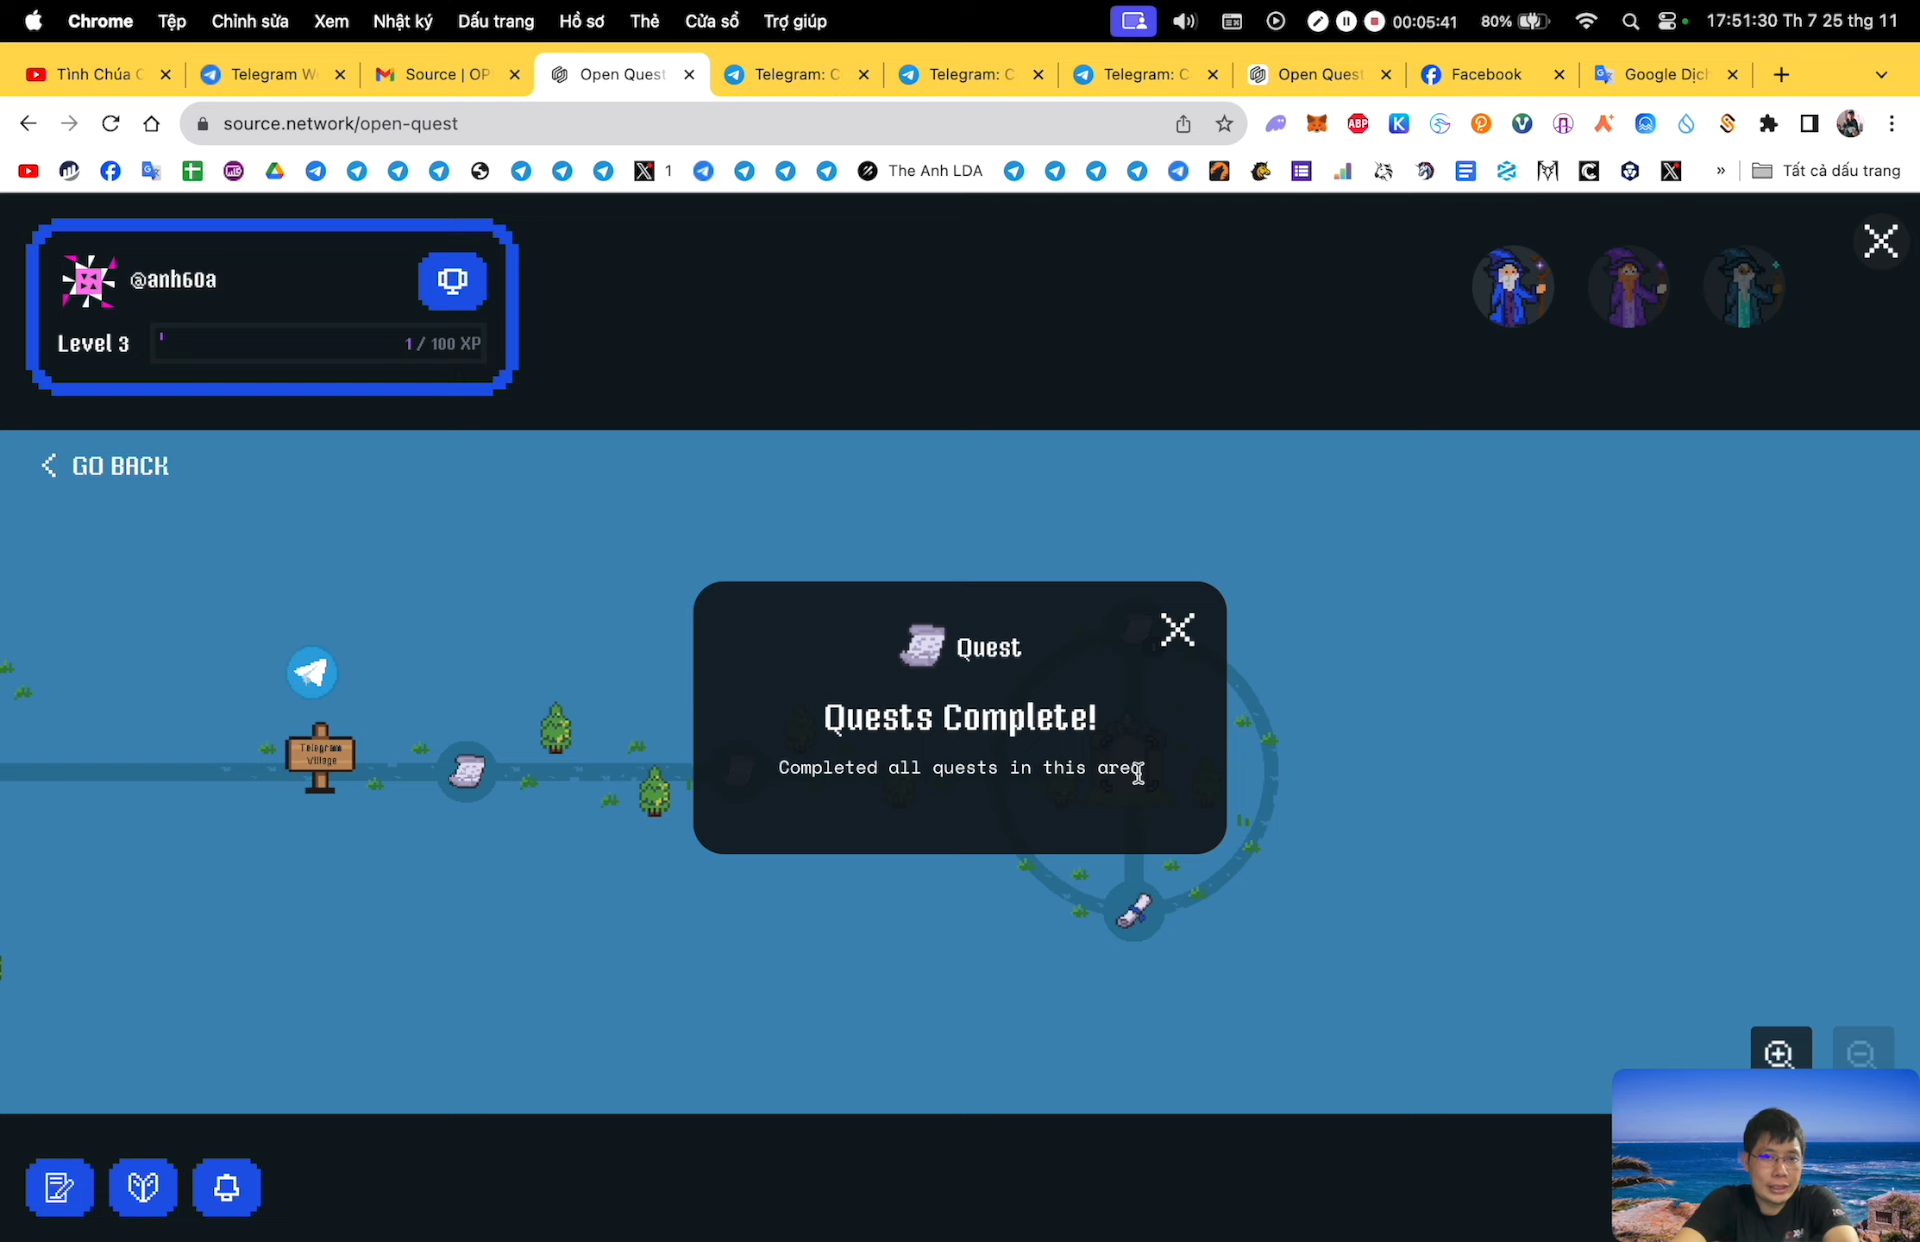 Chrome Tệp Chỉnh sửa Xem Nhật ký Dấu trang Hồ sơ Thẻ Cửa sổ Trợ giúp 00:05:41 80% 17:51:30 Th 7 25 thg 11
Tình Chúa C Telegram W Source | OP Open Quest Telegram: C Telegram: C Telegram: C Open Quest Facebook Google Dịch
source.network/open-quest
1 The Anh LDA » Tất cả dấu trang
@anh60a
Level 3 1 / 100 XP
GO BACK
Quest
Quests Complete!
Telegram
Village
Completed all quests in this area